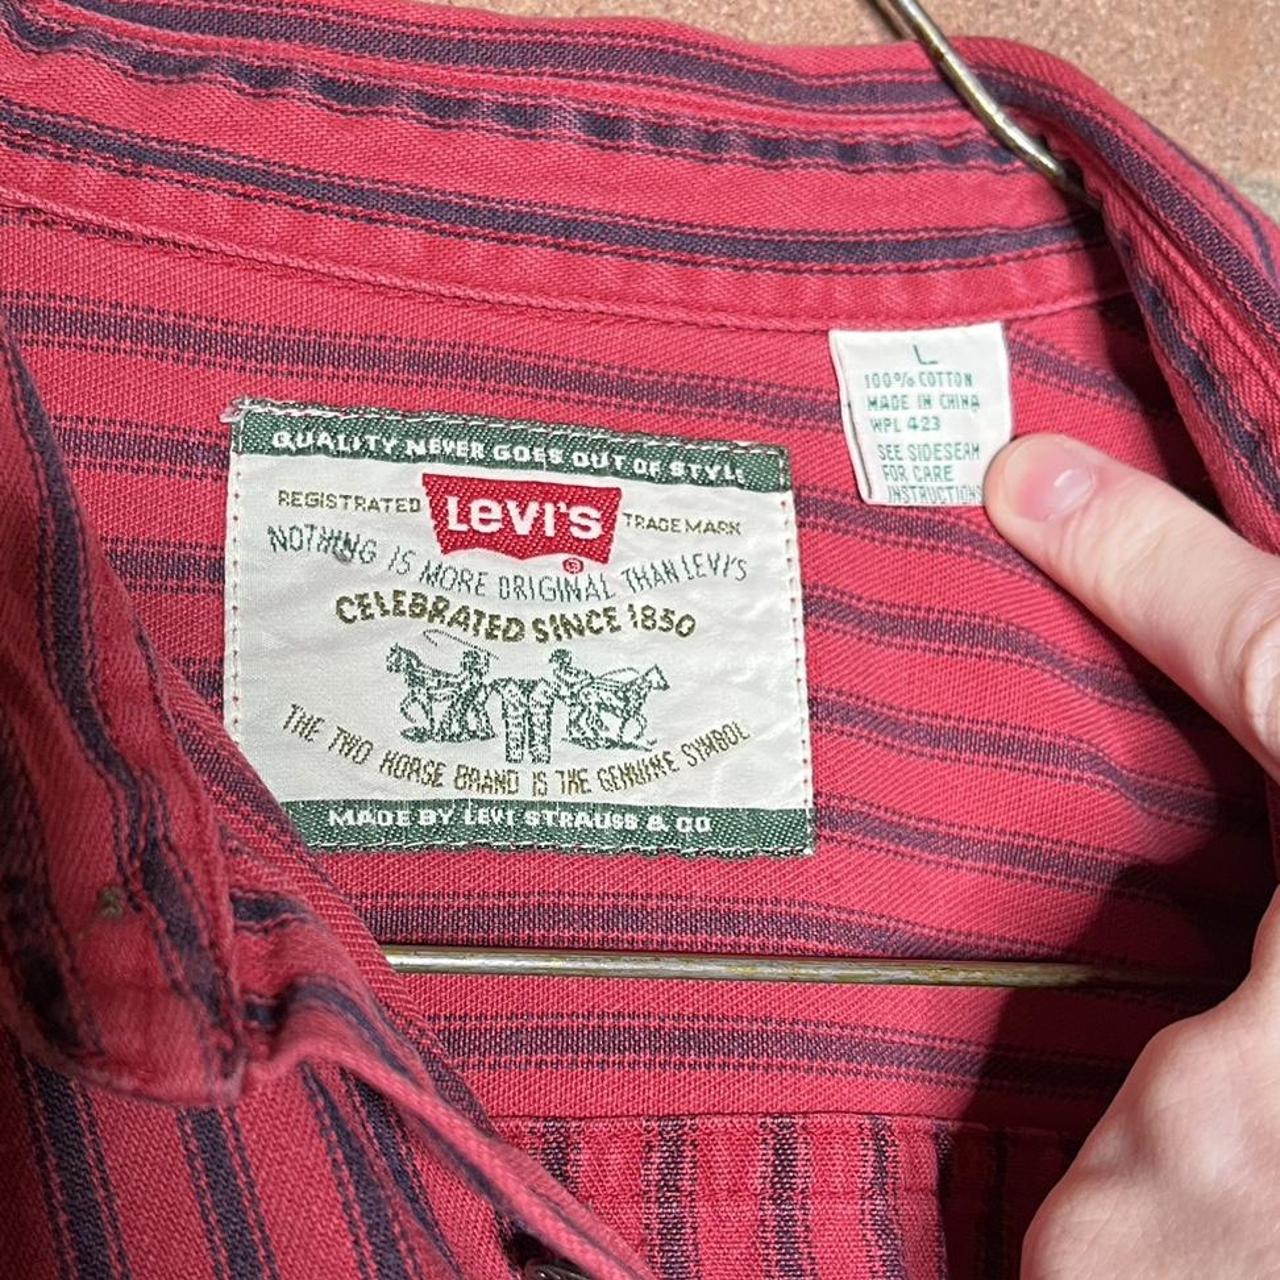 QUALITY NEVER GOES OUT OF STYLE
REGISTRATED LEVI'S TRADEMARK
®
NOTHING IS MORE ORIGINAL THAN LEVI'S
CELEBRATED SINCE 1850
THE TWO HORSE BRAND IS THE GENUINE SYMBOL
MADE BY LEVI STRAUSS & CO
L
100% COTTON
MADE IN CHINA
WPL 423
SEE SIDESEAM
FOR CARE
INSTRUCTIONS